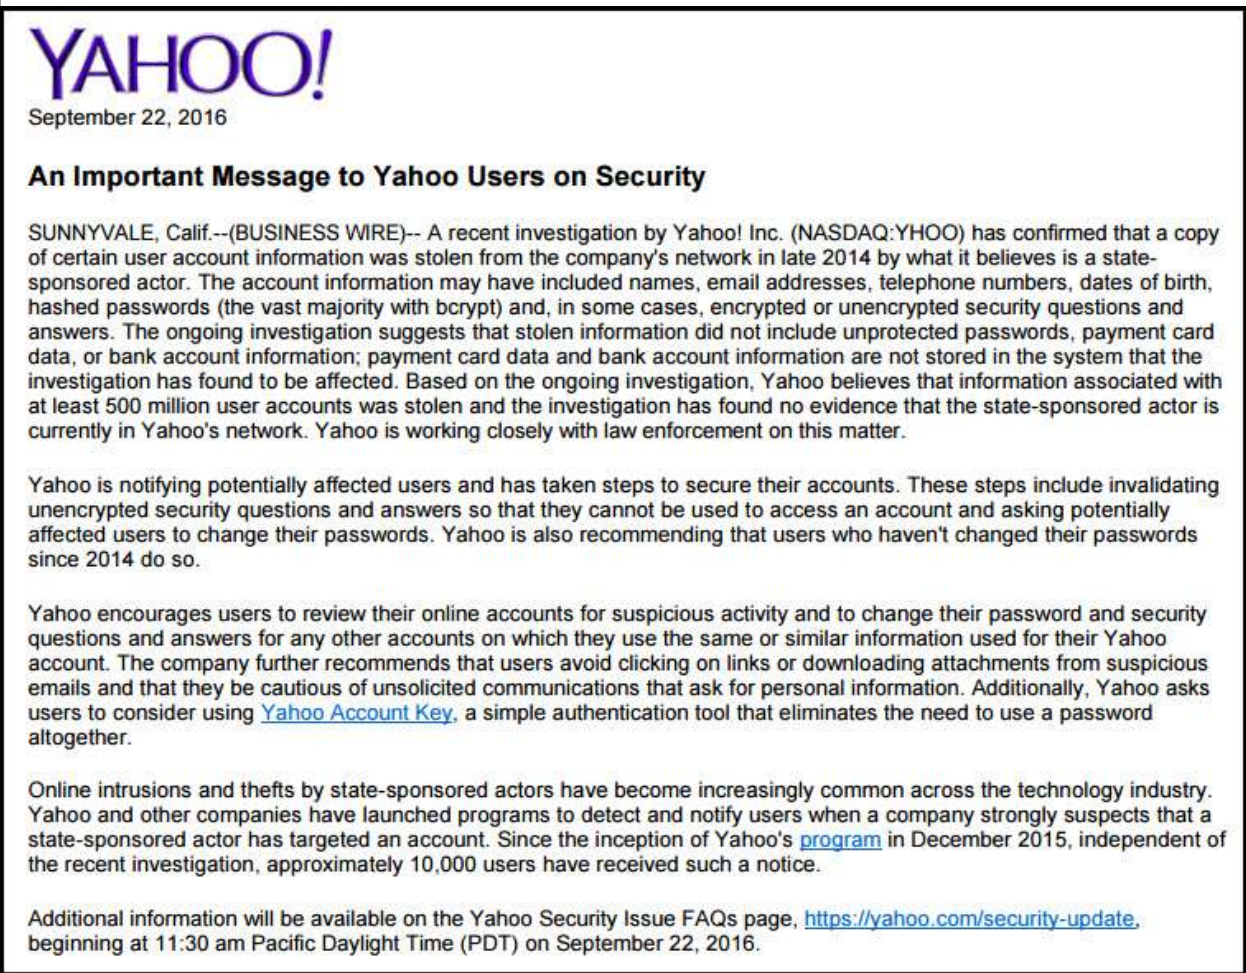 YAHOO!
September 22, 2016
An Important Message to Yahoo Users on Security
SUNNYVALE, Calif.--(BUSINESS WIRE)-- A recent investigation by Yahoo! Inc. (NASDAQ:YHOO) has confirmed that a copy
of certain user account information was stolen from the company's network in late 2014 by what it believes is a state-
sponsored actor. The account information may have included names, email addresses, telephone numbers, dates of birth,
hashed passwords (the vast majority with bcrypt) and, in some cases, encrypted or unencrypted security questions and
answers. The ongoing investigation suggests that stolen information did not include unprotected passwords, payment card
data, or bank account information; payment card data and bank account information are not stored in the system that the
investigation has found to be affected. Based on the ongoing investigation, Yahoo believes that information associated with
at least 500 million user accounts was stolen and the investigation has found no evidence that the state-sponsored actor is
currently in Yahoo's network. Yahoo is working closely with law enforcement on this matter.
Yahoo is notifying potentially affected users and has taken steps to secure their accounts. These steps include invalidating
unencrypted security questions and answers so that they cannot be used to access an account and asking potentially
affected users to change their passwords. Yahoo is also recommending that users who haven't changed their passwords
since 2014 do so.
Yahoo encourages users to review their online accounts for suspicious activity and to change their password and security
questions and answers for any other accounts on which they use the same or similar information used for their Yahoo
account. The company further recommends that users avoid clicking on links or downloading attachments from suspicious
emails and that they be cautious of unsolicited communications that ask for personal information. Additionally, Yahoo asks
users to consider using Yahoo Account Key, a simple authentication tool that eliminates the need to use a password
altogether.
Online intrusions and thefts by state-sponsored actors have become increasingly common across the technology industry.
Yahoo and other companies have launched programs to detect and notify users when a company strongly suspects that a
state-sponsored actor has targeted an account. Since the inception of Yahoo's program in December 2015, independent of
the recent investigation, approximately 10,000 users have received such a notice.
Additional information will be available on the Yahoo Security Issue FAQs page, https://yahoo.com/security-update,
beginning at 11:30 am Pacific Daylight Time (PDT) on September 22, 2016.